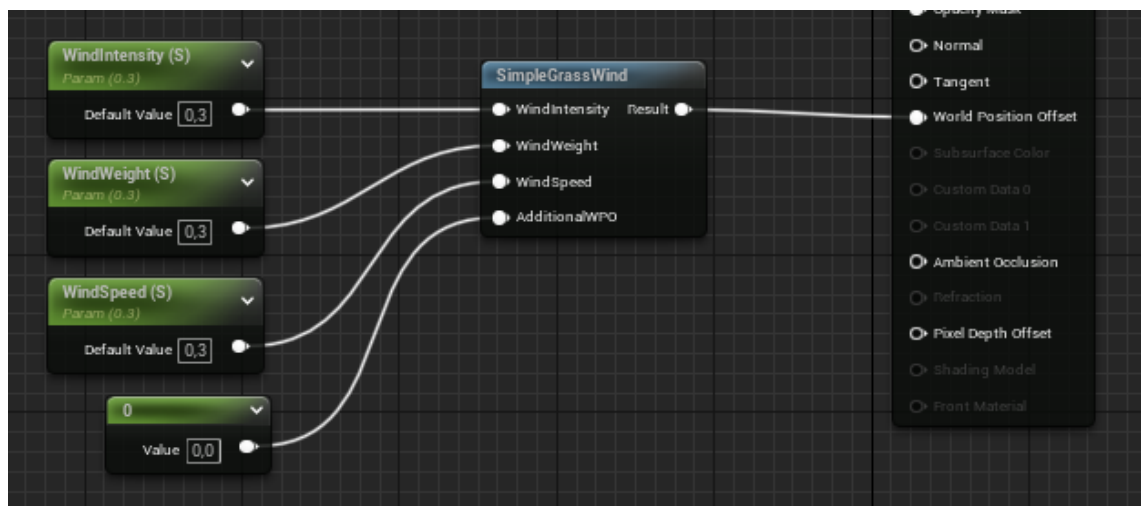 WindIntensity (S)
Param (0.3)
Default Value 0,3
WindWeight (S)
Param (0.3)
Default Value 0,3
WindSpeed (S)
Param (0.3)
Default Value 0,3
0
Value 0,0
SimpleGrassWind
WindIntensity Result
WindWeight
WindSpeed
AdditionalWPO
Opacity Mask
Normal
Tangent
World Position Offset
Subsurface Color
Custom Data 0
Custom Data 1
Ambient Occlusion
Refraction
Pixel Depth Offset
Shading Model
Front Material